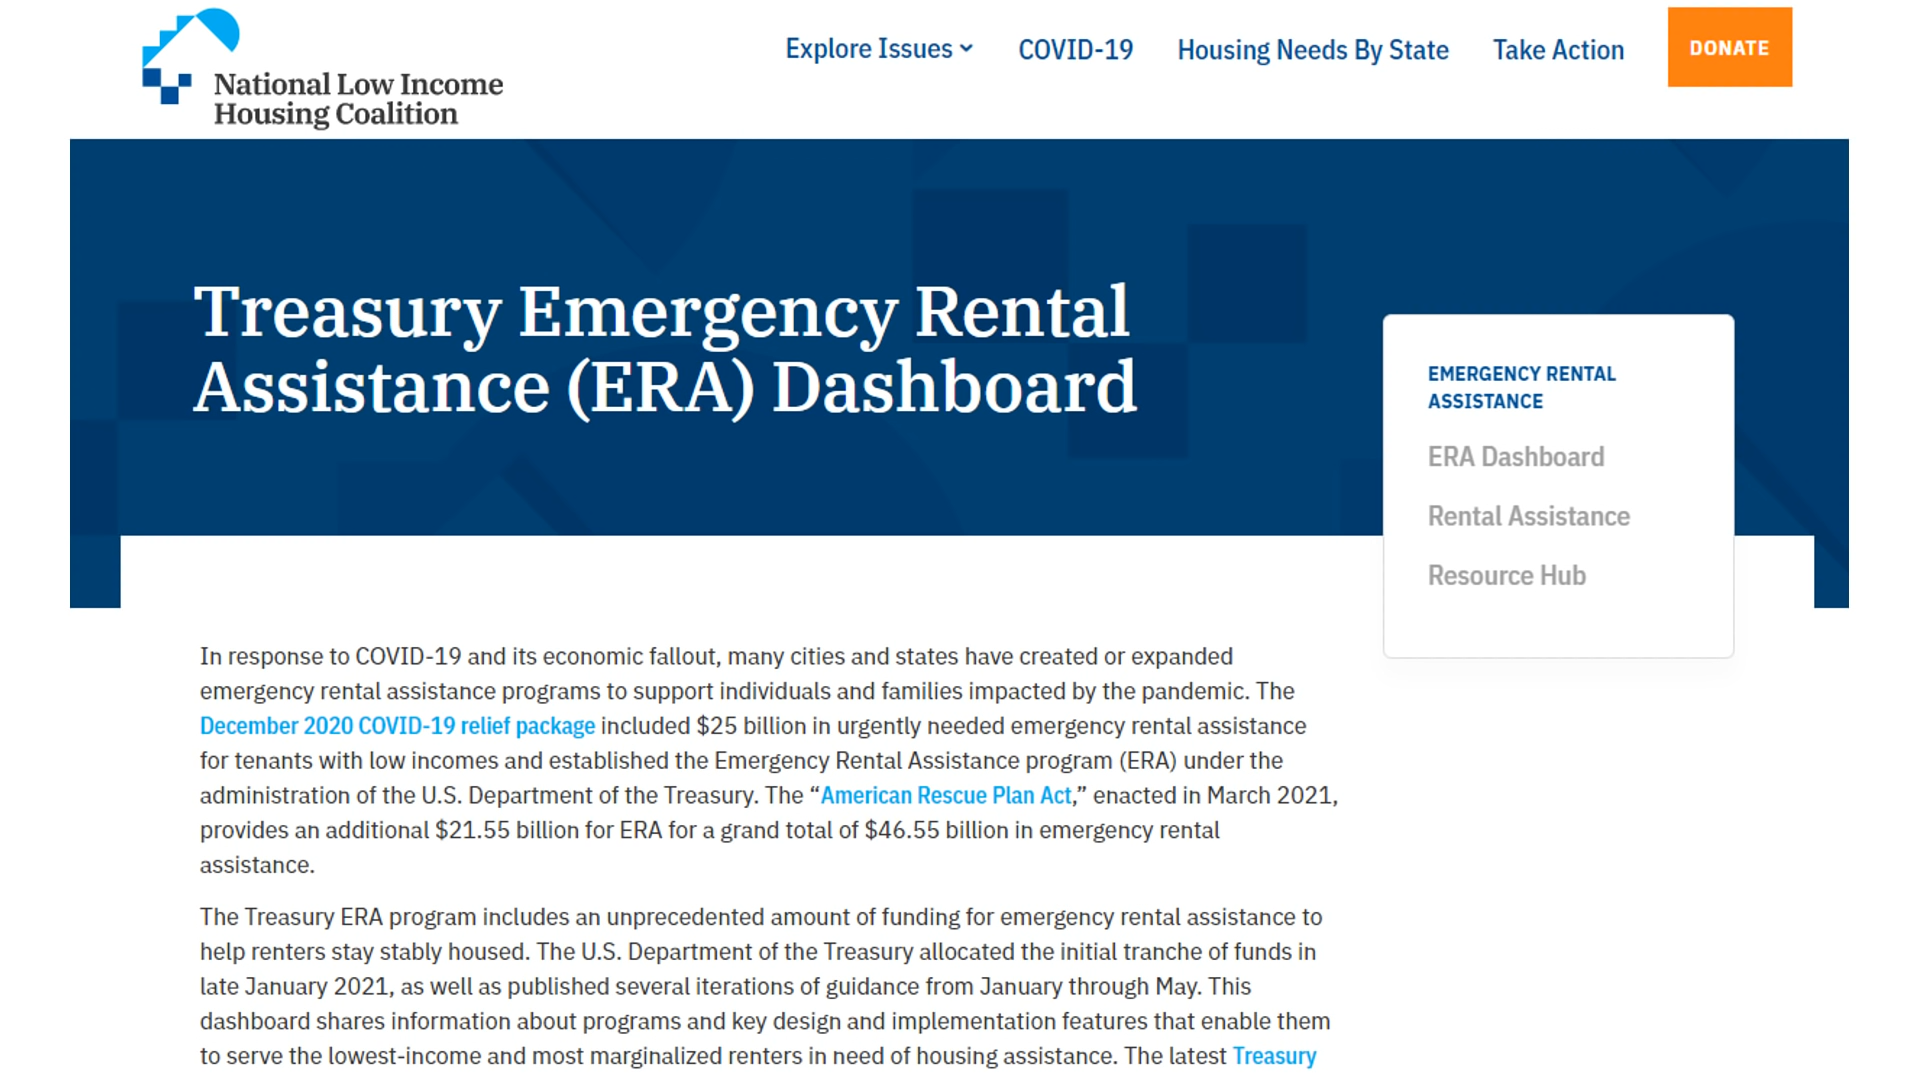 National Low Income
Housing Coalition
Explore Issues
COVID-19
Housing Needs By State
Take Action
DONATE
Treasury Emergency Rental
Assistance (ERA) Dashboard
EMERGENCY RENTAL
ASSISTANCE
ERA Dashboard
Rental Assistance
Resource Hub
In response to COVID-19 and its economic fallout, many cities and states have created or expanded
emergency rental assistance programs to support individuals and families impacted by the pandemic. The
December 2020 COVID-19 relief package included $25 billion in urgently needed emergency rental assistance
for tenants with low incomes and established the Emergency Rental Assistance program (ERA) under the
administration of the U.S. Department of the Treasury. The “American Rescue Plan Act,” enacted in March 2021,
provides an additional $21.55 billion for ERA for a grand total of $46.55 billion in emergency rental
assistance.
The Treasury ERA program includes an unprecedented amount of funding for emergency rental assistance to
help renters stay stably housed. The U.S. Department of the Treasury allocated the initial tranche of funds in
late January 2021, as well as published several iterations of guidance from January through May. This
dashboard shares information about programs and key design and implementation features that enable them
to serve the lowest-income and most marginalized renters in need of housing assistance. The latest Treasury